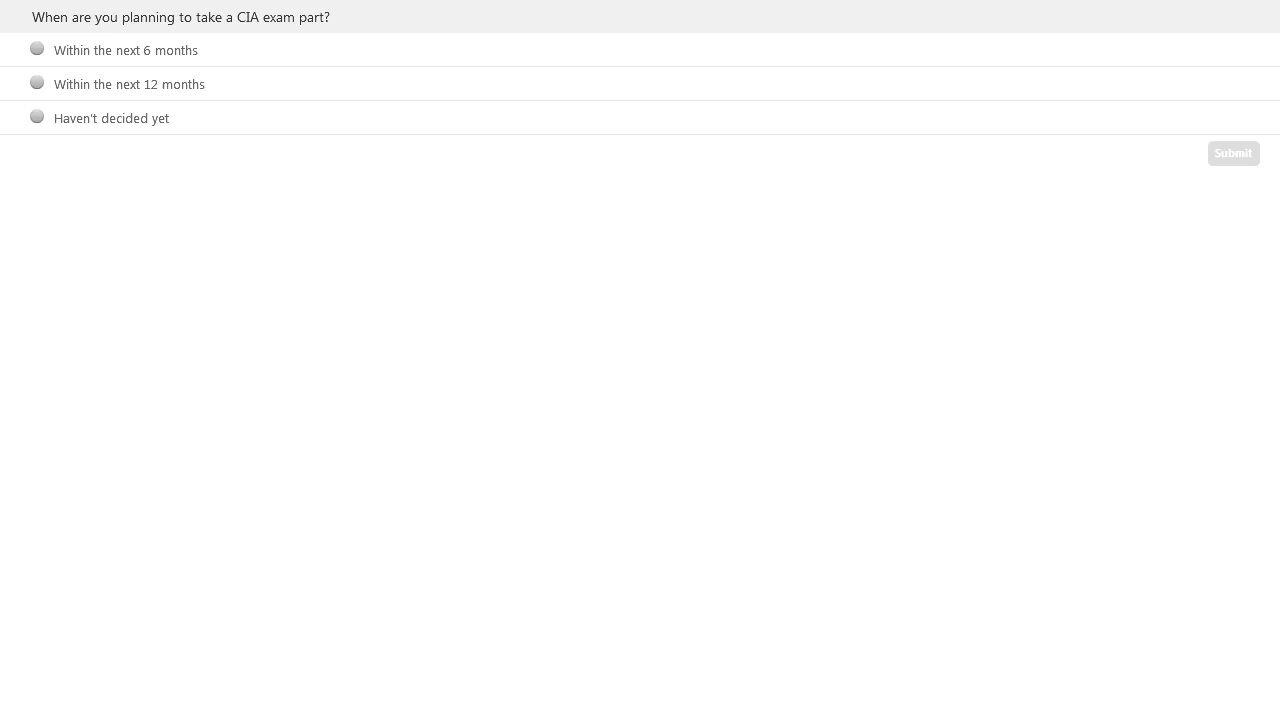 When are you planning to take a CIA exam part?
Within the next 6 months
Within the next 12 months
Haven't decided yet
Submit